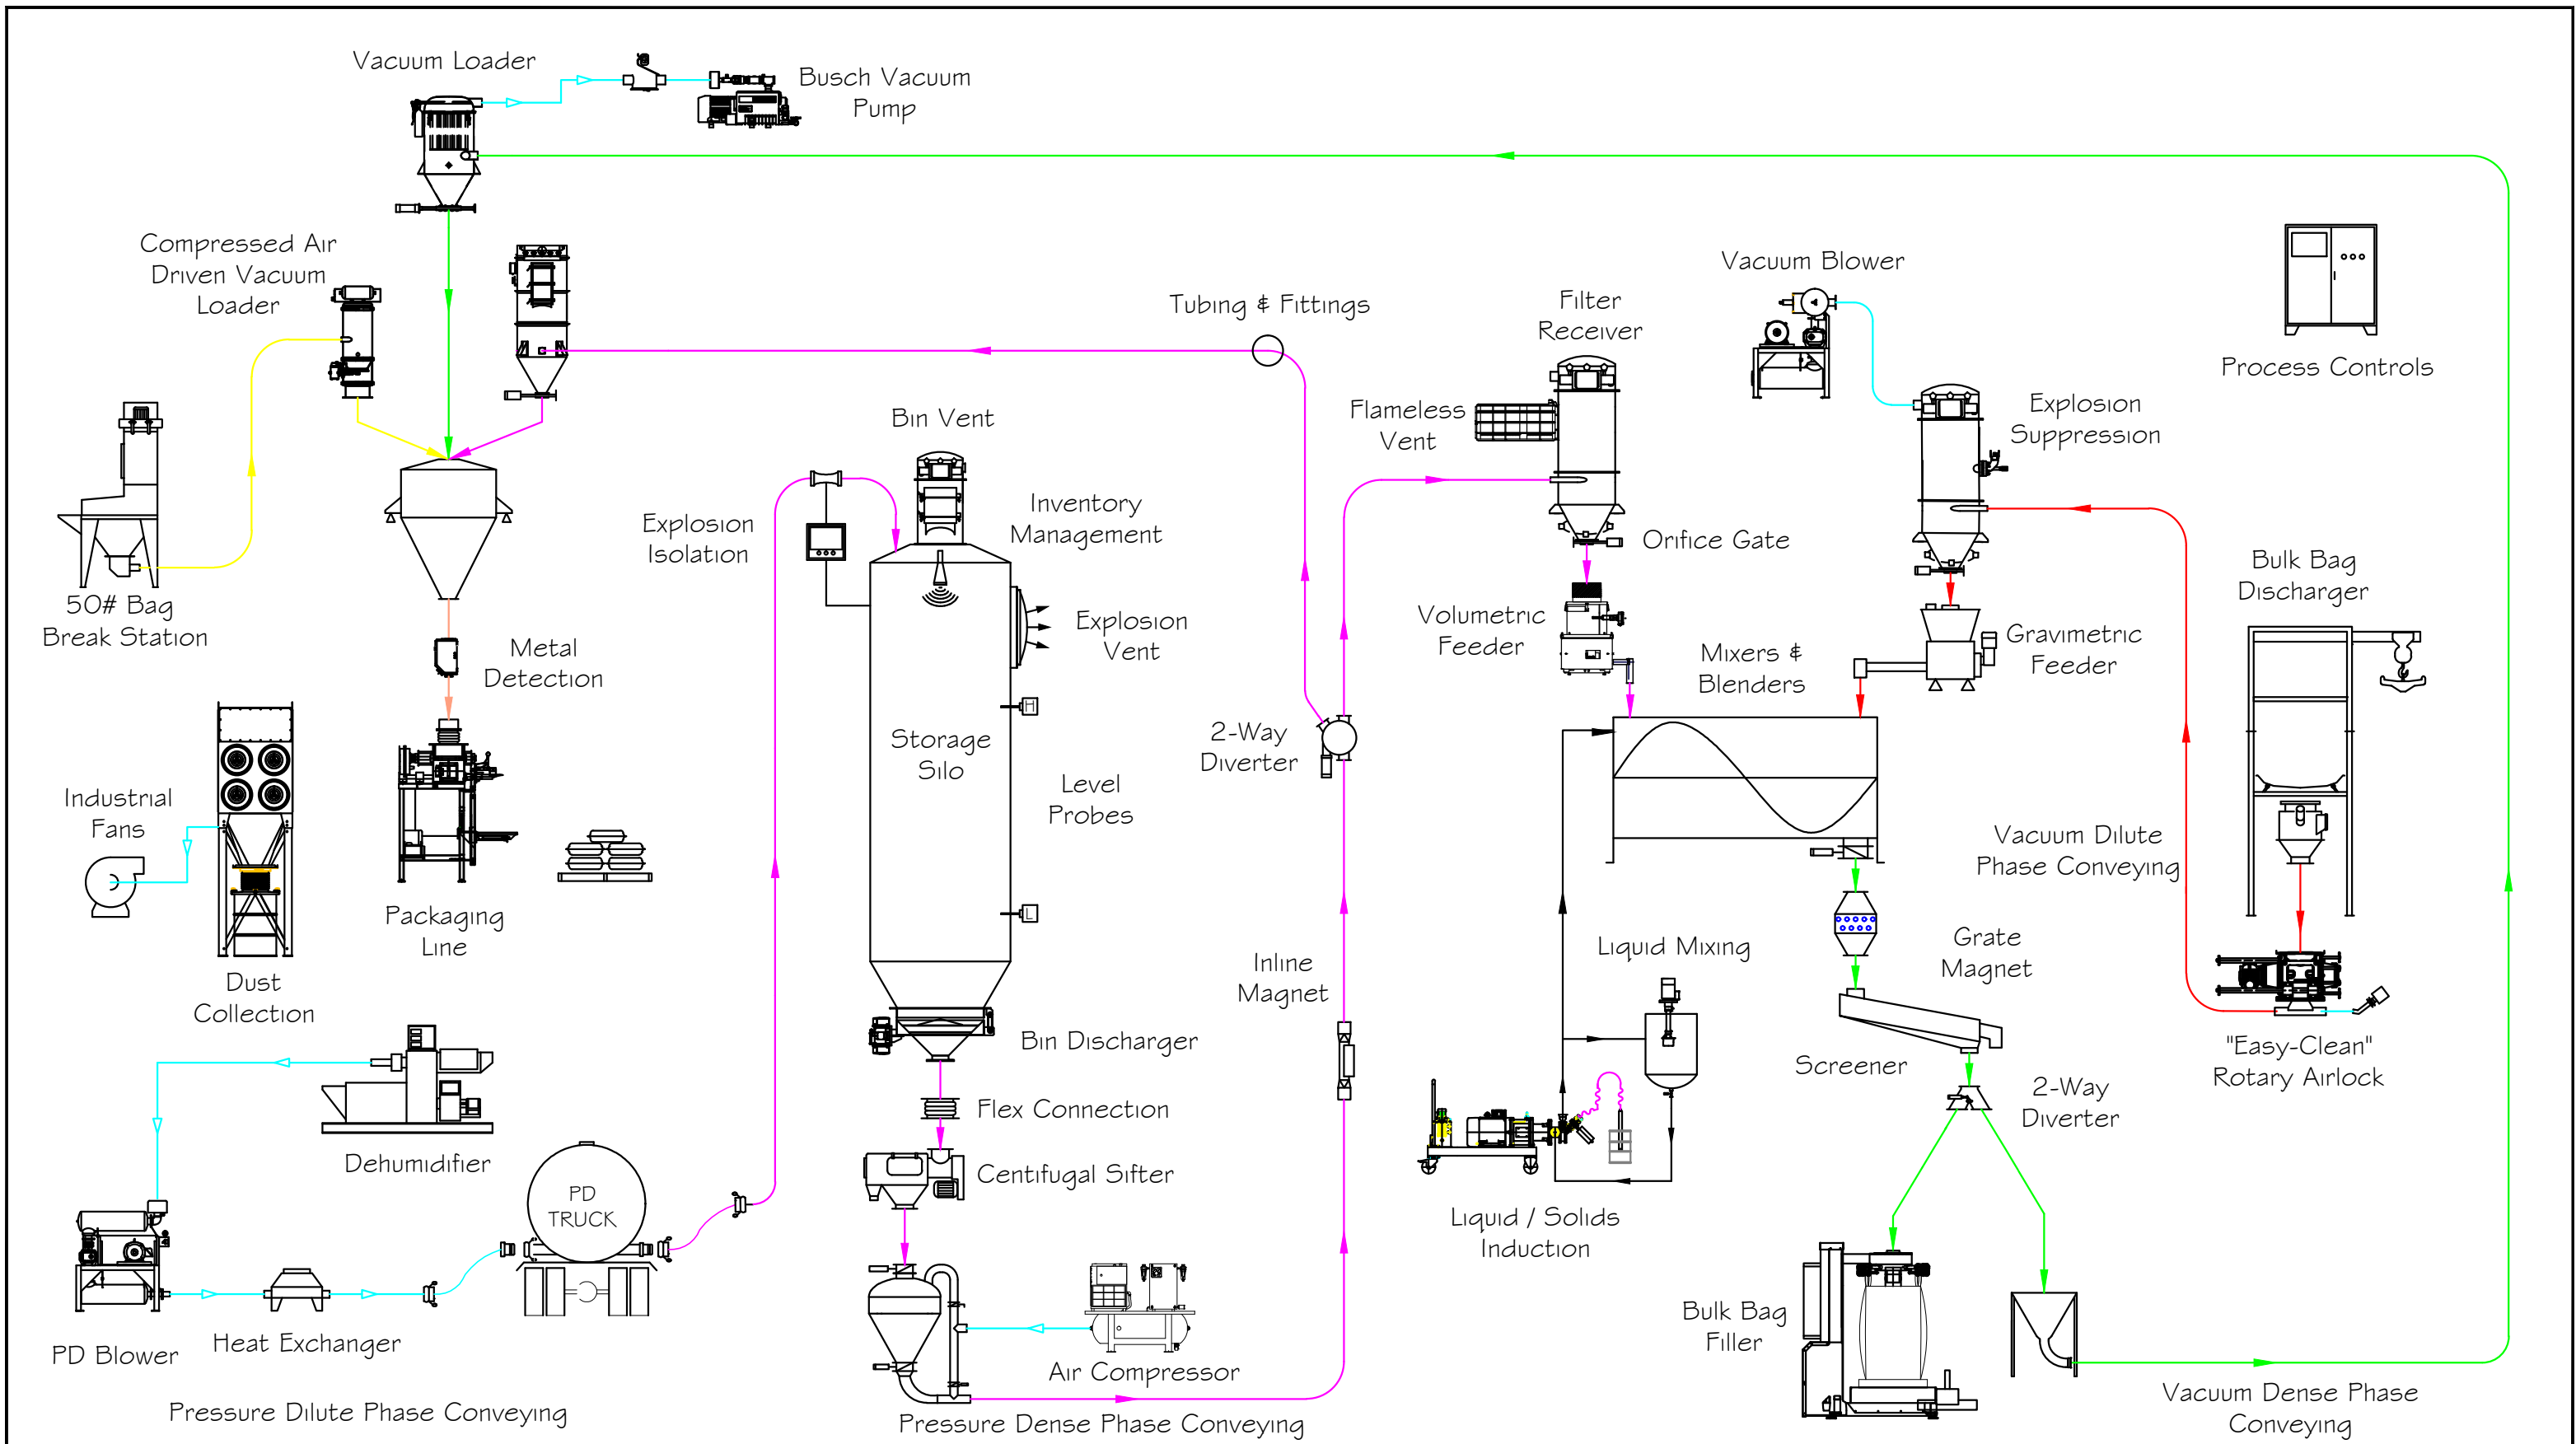 Vacuum Loader
Busch Vacuum
Pump
Compressed Air
Driven Vacuum
Loader
50# Bag
Break Station
Metal
Detection
Industrial
Fans
Dust
Collection
Packaging
Line
Dehumidifier
PD Blower
Heat Exchanger
PD
TRUCK
Pressure Dilute Phase Conveying
Explosion
Isolation
Bin Vent
Inventory
Management
Explosion
Vent
H
Storage
Silo
Level
Probes
L
Bin Discharger
Flex Connection
Centifugal Sifter
Air Compressor
Pressure Dense Phase Conveying
Tubing & Fittings
2-Way
Diverter
Inline
Magnet
Filter
Receiver
Flameless
Vent
Orifice Gate
Volumetric
Feeder
Mixers &
Blenders
Vacuum Blower
Explosion
Suppression
Gravimetric
Feeder
Process Controls
Bulk Bag
Discharger
Vacuum Dilute
Phase Conveying
"Easy-Clean"
Rotary Airlock
Liquid Mixing
Liquid / Solids
Induction
Grate
Magnet
Screener
2-Way
Diverter
Bulk Bag
Filler
Vacuum Dense Phase
Conveying